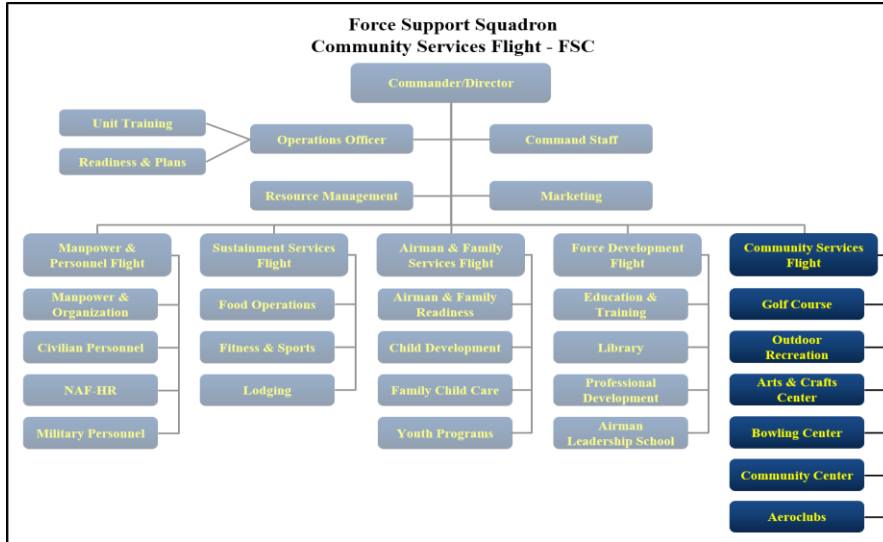 Force Support Squadron
Community Services Flight - FSC
Commander/Director
Unit Training
Operations Officer
Command Staff
Readiness & Plans
Resource Management
Marketing
Manpower &
Personnel Flight
Sustainment Services
Flight
Airman & Family
Services Flight
Force Development
Flight
Community Services
Flight
Manpower &
Organization
Food Operations
Airman & Family
Readiness
Education &
Training
Golf Course
Civilian Personnel
Fitness & Sports
Child Development
Library
Outdoor
Recreation
NAF-HR
Lodging
Family Child Care
Professional
Development
Arts & Crafts
Center
Military Personnel
Youth Programs
Airman
Leadership School
Bowling Center
Community Center
Aeroclubs